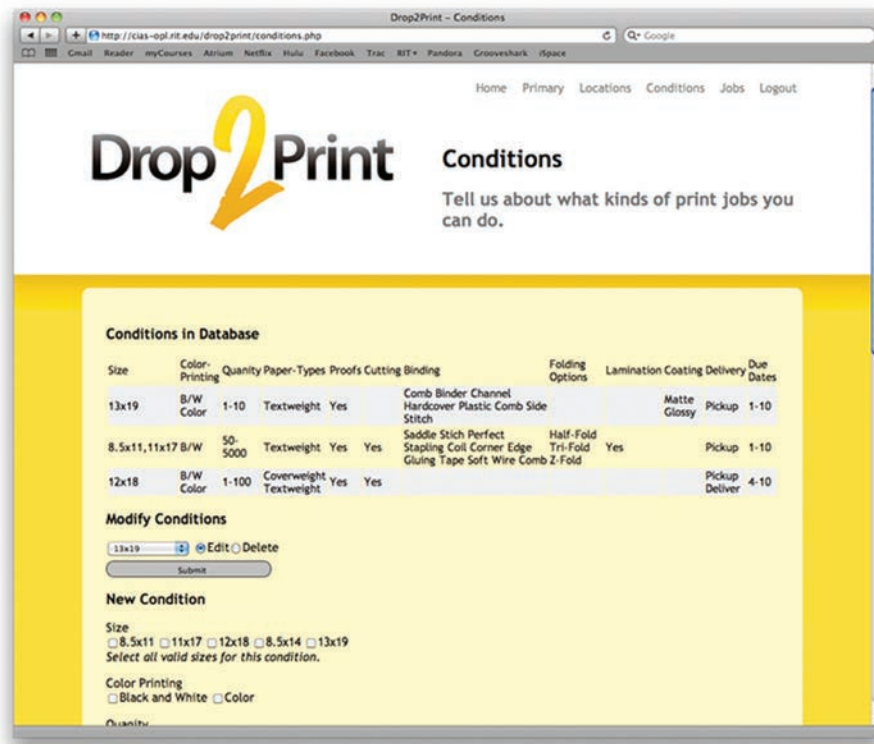 Drop2Print – Conditions
http://cias-opl.rit.edu/drop2print/conditions.php
Google
Gmail Reader myCourses Atrium Netflix Hulu Facebook Trac RIT Pandora Grooveshark iSpace
Home Primary Locations Conditions Jobs Logout
Drop2Print
Conditions
Tell us about what kinds of print jobs you
can do.
Conditions in Database
Size Color-Printing Quanity Paper-Types Proofs Cutting Binding Folding Options Lamination Coating Delivery Due Dates
13x19 B/W Color 1-10 Textweight Yes Comb Binder Channel Hardcover Plastic Comb Side Stitch Matte Glossy Pickup 1-10
8.5x11,11x17 B/W 50-5000 Textweight Yes Yes Saddle Stich Perfect Stapling Coil Corner Edge Gluing Tape Soft Wire Comb Half-Fold Tri-Fold Z-Fold Yes Pickup 1-10
12x18 B/W Color 1-100 Coverweight Textweight Yes Yes Pickup Deliver 4-10
Modify Conditions
13x19 Edit Delete
Submit
New Condition
Size
8.5x11 11x17 12x18 8.5x14 13x19
Select all valid sizes for this condition.
Color Printing
Black and White Color
Quanity